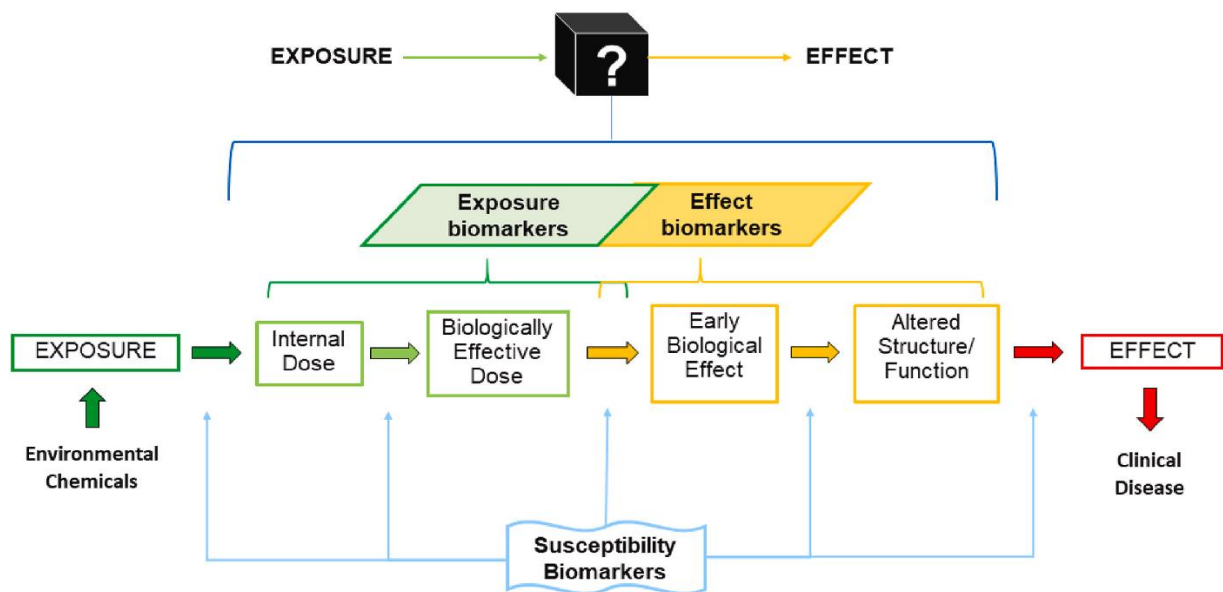 EXPOSURE
?
EFFECT
Exposure
biomarkers
Effect
biomarkers
EXPOSURE
Internal
Dose
Biologically
Effective
Dose
Early
Biological
Effect
Altered
Structure/
Function
EFFECT
Environmental
Chemicals
Clinical
Disease
Susceptibility
Biomarkers